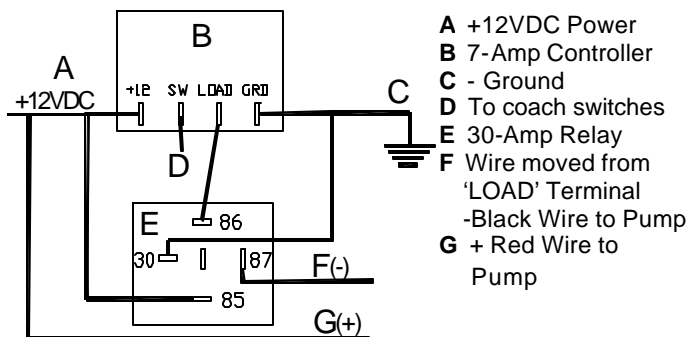 B
A
+12VDC
+12 SW LOAD GRD
C
D
E
86
30
87
F(-)
85
G(+)
A +12VDC Power
B 7-Amp Controller
C - Ground
D To coach switches
E 30-Amp Relay
F Wire moved from
'LOAD' Terminal
-Black Wire to Pump
G + Red Wire to
Pump